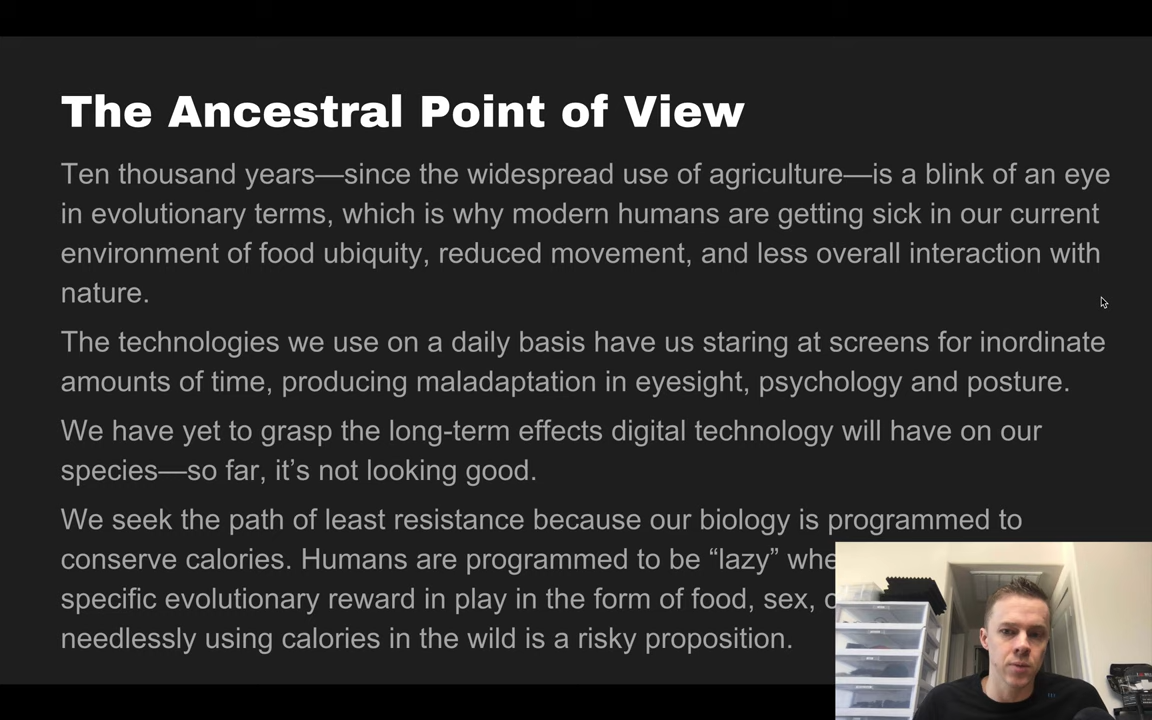 The Ancestral Point of View
Ten thousand years—since the widespread use of agriculture—is a blink of an eye
in evolutionary terms, which is why modern humans are getting sick in our current
environment of food ubiquity, reduced movement, and less overall interaction with
nature.
The technologies we use on a daily basis have us staring at screens for inordinate
amounts of time, producing maladaptation in eyesight, psychology and posture.
We have yet to grasp the long-term effects digital technology will have on our
species—so far, it’s not looking good.
We seek the path of least resistance because our biology is programmed to
conserve calories. Humans are programmed to be “lazy”
specific evolutionary reward in play in the form of food, sex,
needlessly using calories in the wild is a risky proposition.